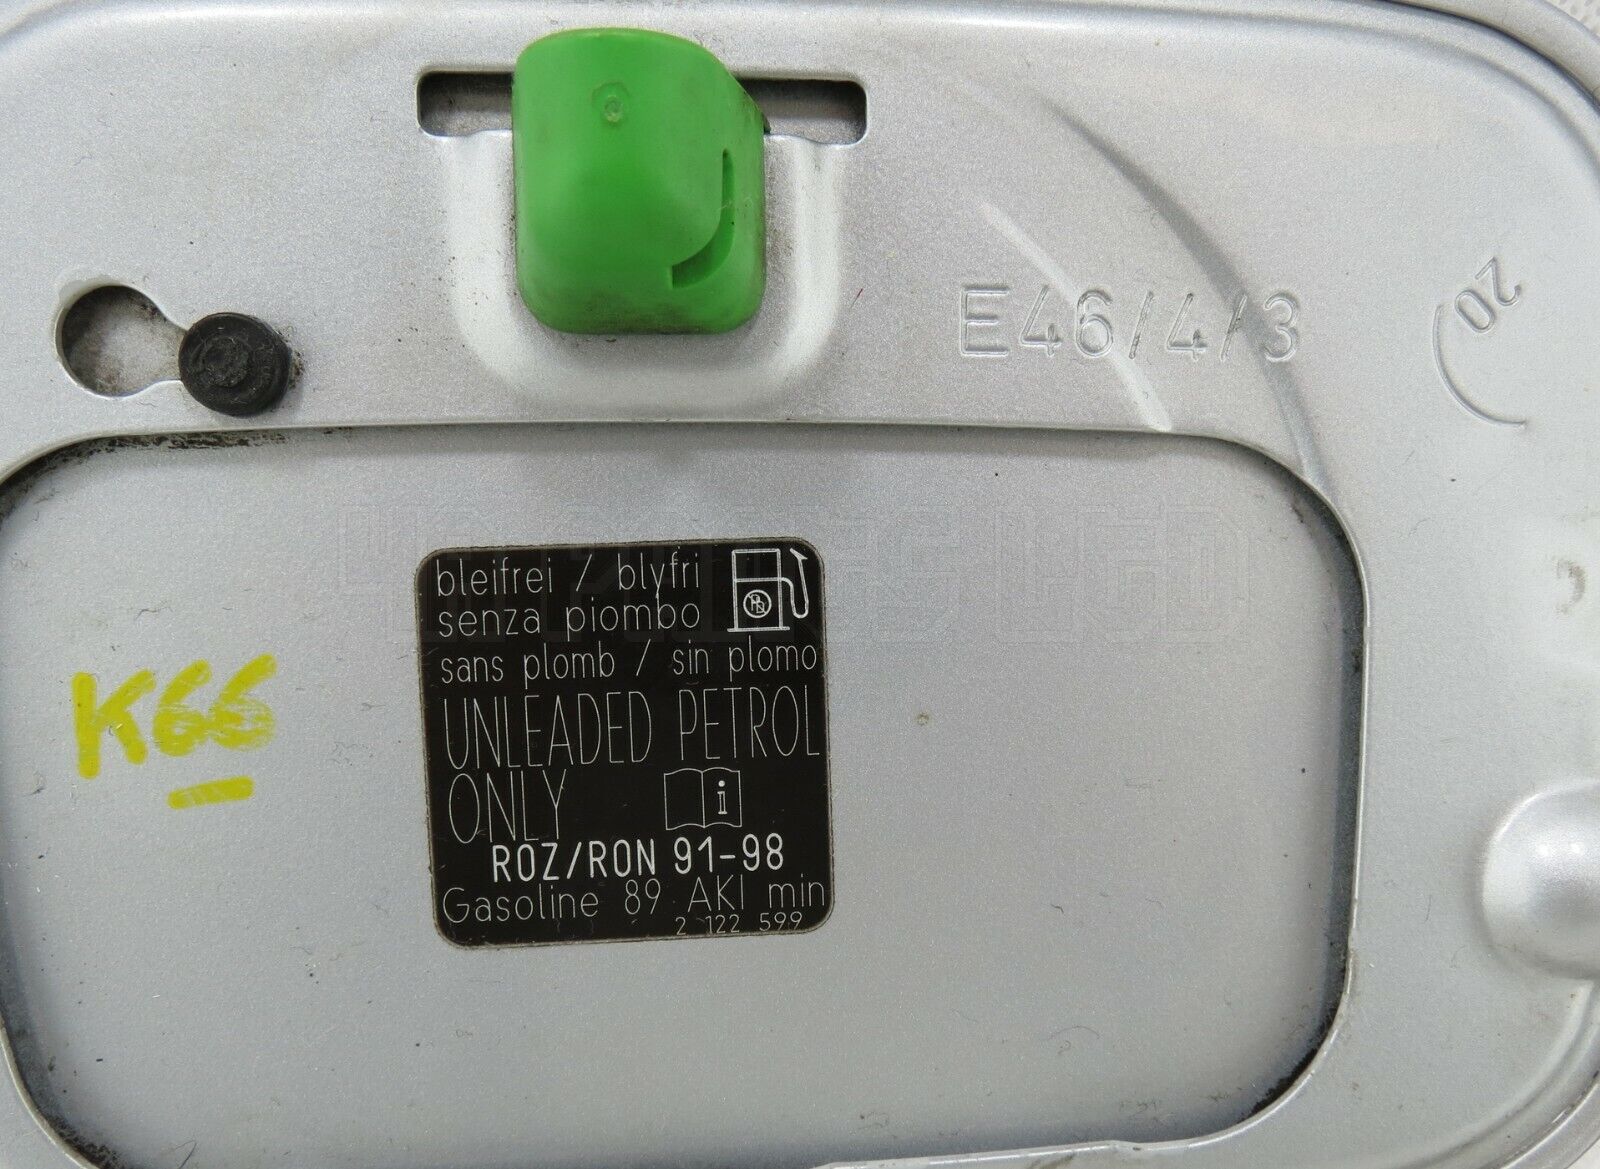 E46/4/3
20
bleifrei / blyfri
senza piombo
sans plomb / sin plomo
UNLEADED PETROL
ONLY
i
ROZ/RON 91-98
Gasoline 89 AKI min
2 122 599
K66